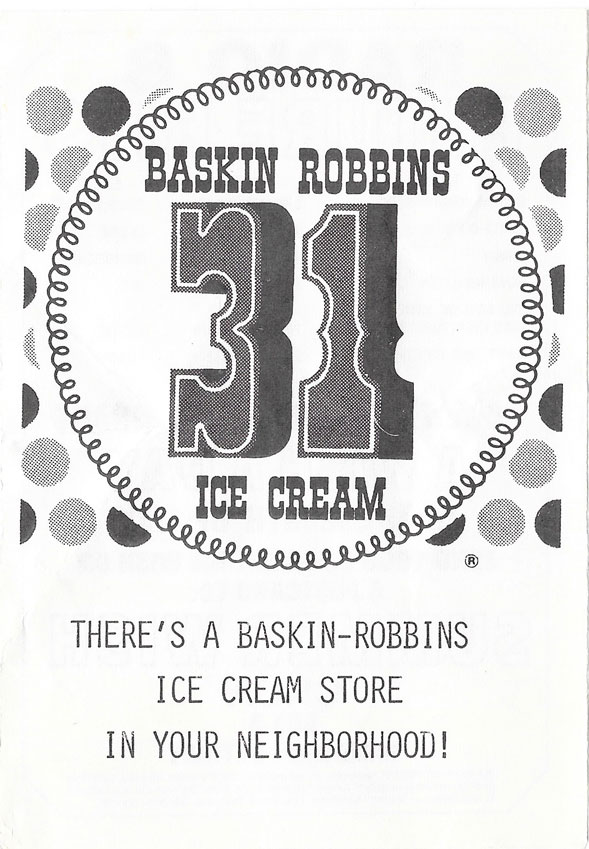 BASKIN ROBBINS
31
ICE CREAM
®
THERE'S A BASKIN-ROBBINS
ICE CREAM STORE
IN YOUR NEIGHBORHOOD!